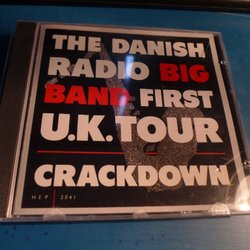 THE DANISH
RADIO BIG
BAND FIRST
U.K. TOUR
CRACKDOWN
HEP 2041